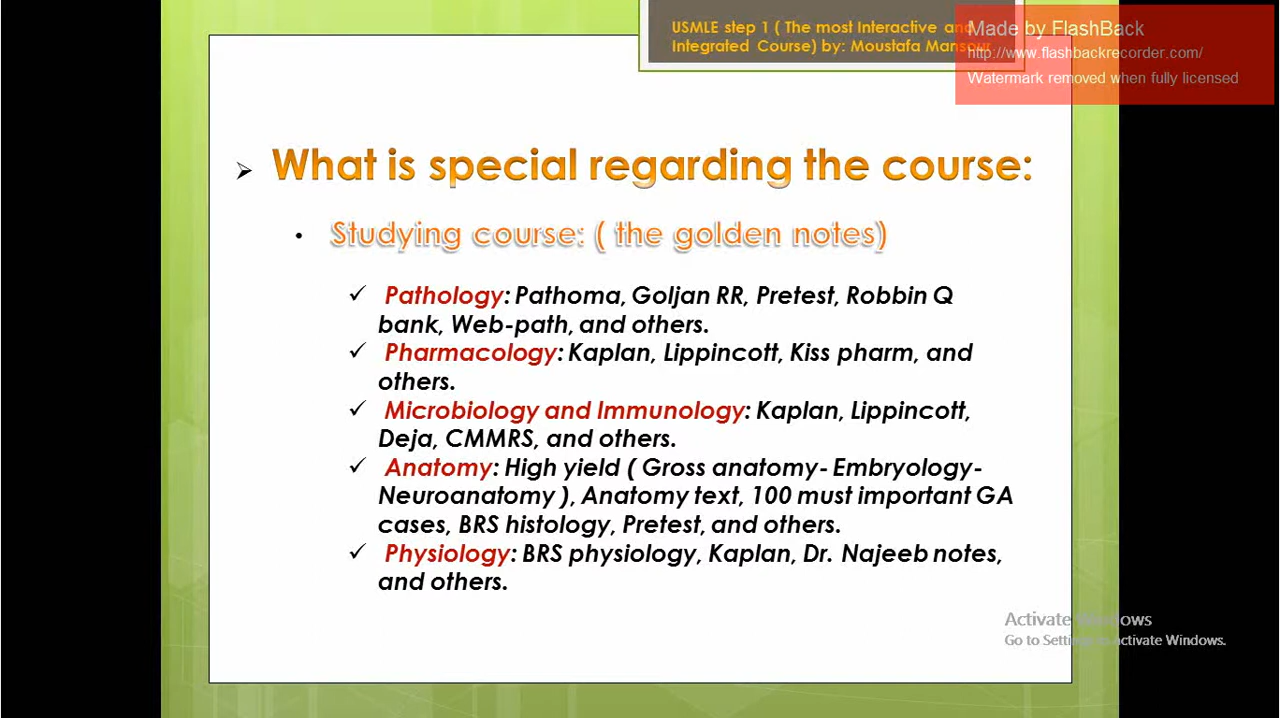 USMLE step 1 ( The most Interactive and
Integrated Course) by: Moustafa Mansour
Made by FlashBack
http://www.flashbackrecorder.com/
Watermark removed when fully licensed
➢ What is special regarding the course:
• Studying course: ( the golden notes)
✓ Pathology: Pathoma, Goljan RR, Pretest, Robbin Q
bank, Web-path, and others.
✓ Pharmacology: Kaplan, Lippincott, Kiss pharm, and
others.
✓ Microbiology and Immunology: Kaplan, Lippincott,
Deja, CMMRS, and others.
✓ Anatomy: High yield ( Gross anatomy- Embryology-
Neuroanatomy ), Anatomy text, 100 must important GA
cases, BRS histology, Pretest, and others.
✓ Physiology: BRS physiology, Kaplan, Dr. Najeeb notes,
and others.
Activate Windows
Go to Settings to activate Windows.